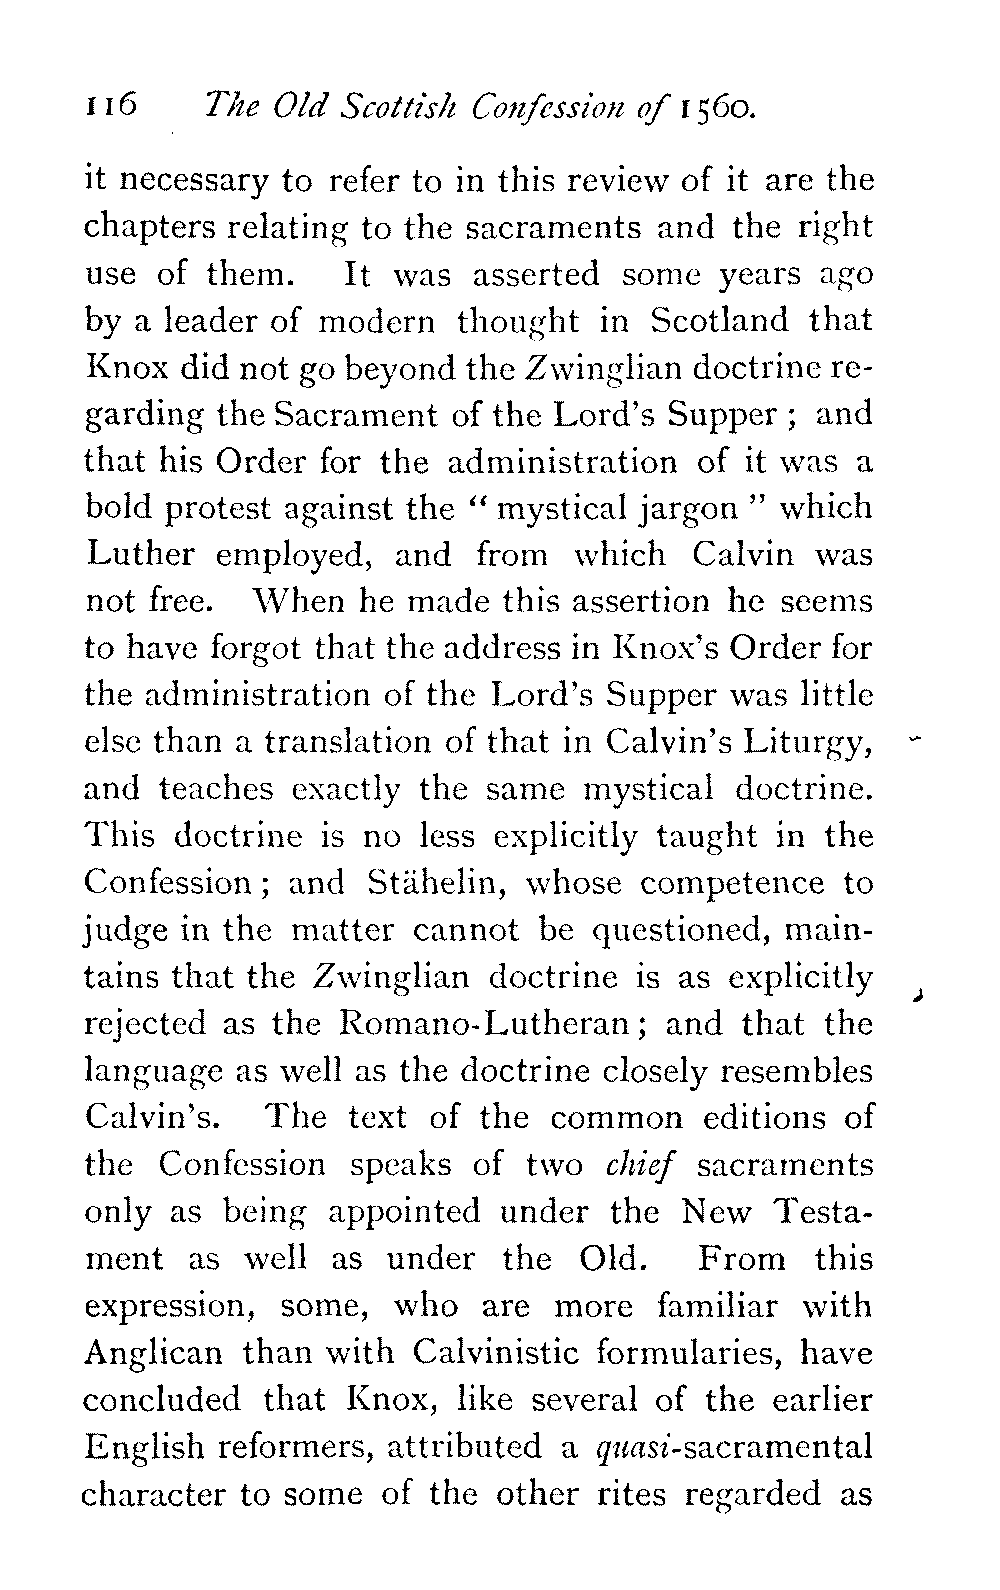 116 The Old Scottish Confession of 1560.
it necessary to refer to in this review of it are the
chapters relating to the sacraments and the right
use of them. It was asserted some years ago
by a leader of modern thought in Scotland that
Knox did not go beyond the Zwinglian doctrine re-
garding the Sacrament of the Lord's Supper ; and
that his Order for the administration of it was a
bold protest against the “ mystical jargon ” which
Luther employed, and from which Calvin was
not free. When he made this assertion he seems
to have forgot that the address in Knox's Order for
the administration of the Lord's Supper was little
else than a translation of that in Calvin's Liturgy,
and teaches exactly the same mystical doctrine.
This doctrine is no less explicitly taught in the
Confession ; and Stähelin, whose competence to
judge in the matter cannot be questioned, main-
tains that the Zwinglian doctrine is as explicitly
rejected as the Romano-Lutheran ; and that the
language as well as the doctrine closely resembles
Calvin's. The text of the common editions of
the Confession speaks of two chief sacraments
only as being appointed under the New Testa-
ment as well as under the Old. From this
expression, some, who are more familiar with
Anglican than with Calvinistic formularies, have
concluded that Knox, like several of the earlier
English reformers, attributed a quasi-sacramental
character to some of the other rites regarded as